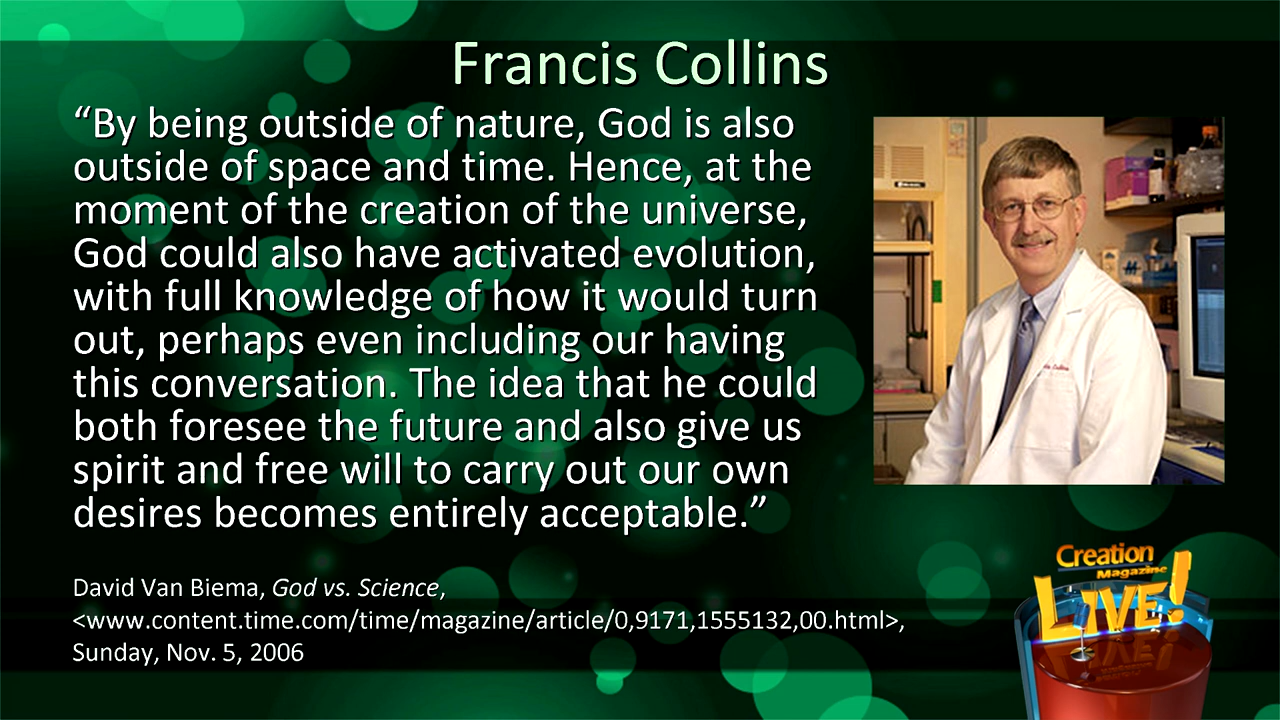 Francis Collins
“By being outside of nature, God is also
outside of space and time. Hence, at the
moment of the creation of the universe,
God could also have activated evolution,
with full knowledge of how it would turn
out, perhaps even including our having
this conversation. The idea that he could
both foresee the future and also give us
spirit and free will to carry out our own
desires becomes entirely acceptable.”
David Van Biema, God vs. Science,
<www.content.time.com/time/magazine/article/0,9171,1555132,00.html>,
Sunday, Nov. 5, 2006
Creation
Magazine
LIVE!